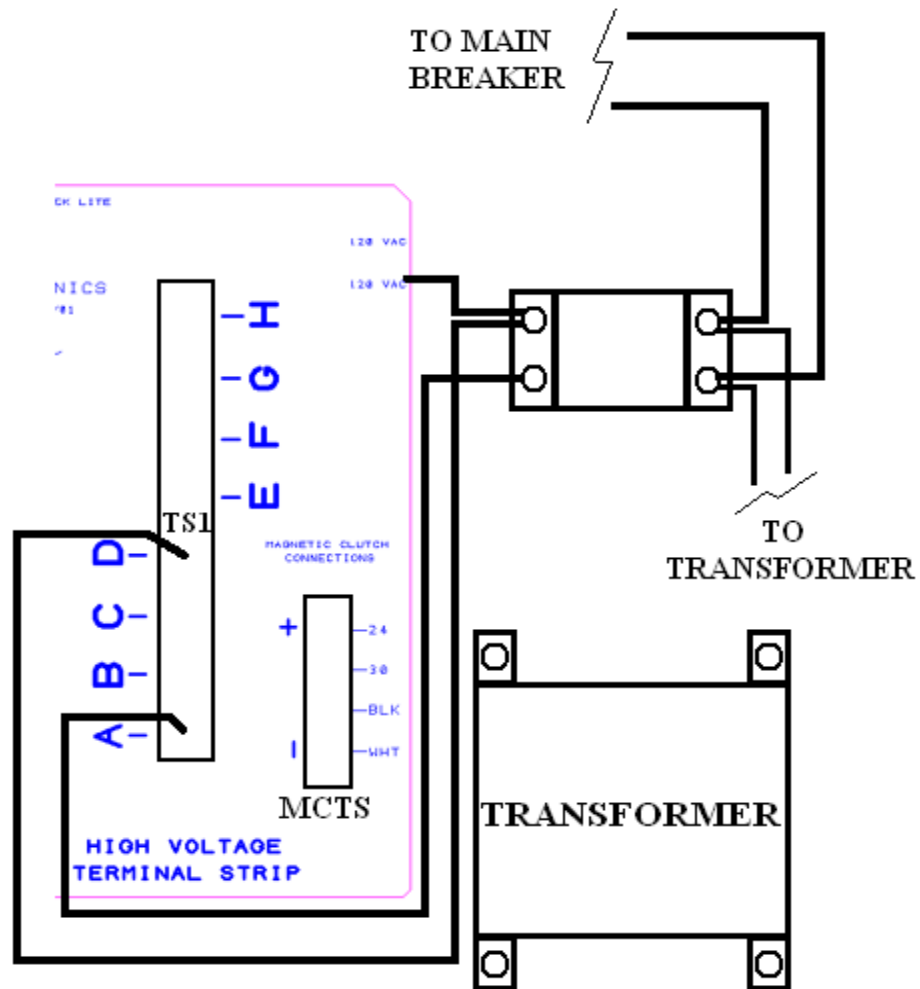 TO MAIN
BREAKER
CK LITE
120 VAC
120 VAC
NICS
H
G
F
E
TS1
D
C
B
A
MAGNETIC CLUTCH
CONNECTIONS
+
24
30
BLK
–
WHT
MCTS
TO
TRANSFORMER
TRANSFORMER
HIGH VOLTAGE
TERMINAL STRIP